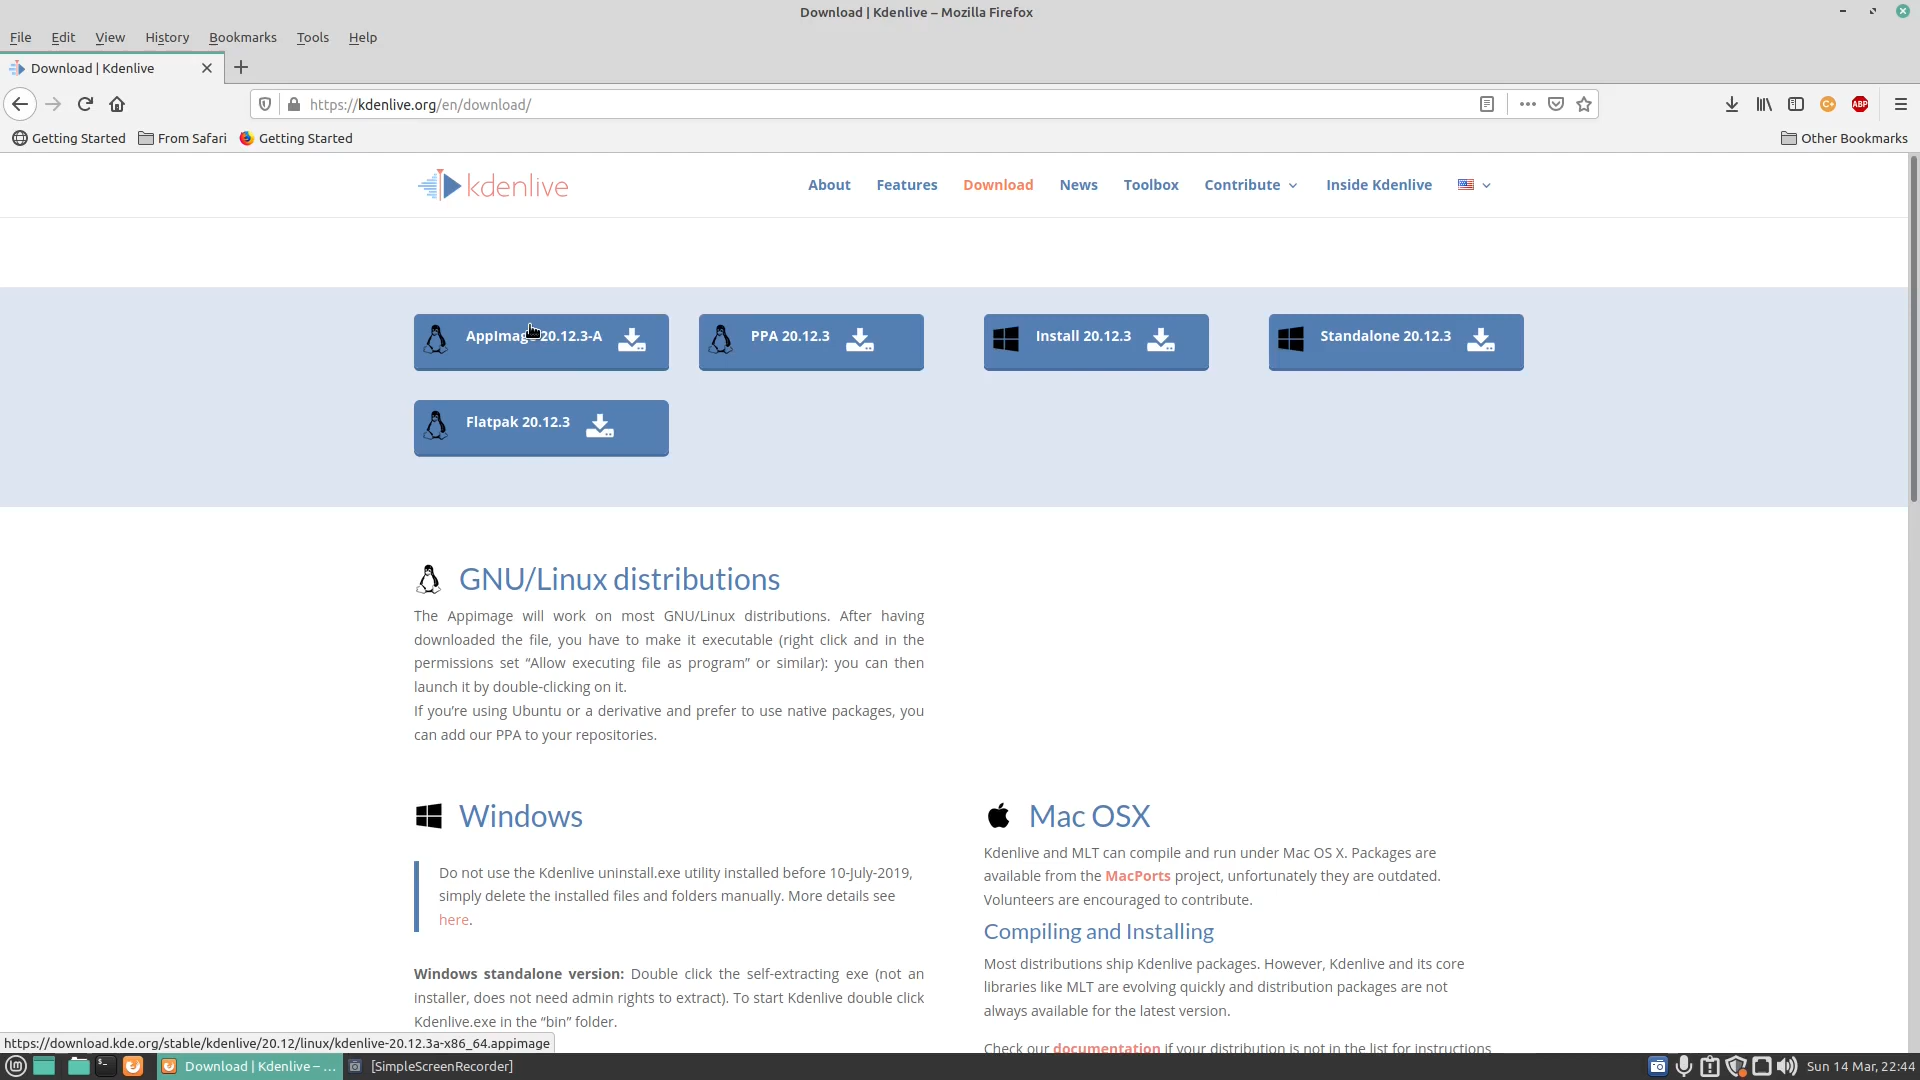 Download | Kdenlive – Mozilla Firefox
File Edit View History Bookmarks Tools Help
Download | Kdenlive
https://kdenlive.org/en/download/
C+
ABP
Getting Started From Safari Getting Started Other Bookmarks
kdenlive
About Features Download News Toolbox Contribute Inside Kdenlive
AppImage 20.12.3-A PPA 20.12.3 Install 20.12.3 Standalone 20.12.3
Flatpak 20.12.3
GNU/Linux distributions
The Appimage will work on most GNU/Linux distributions. After having
downloaded the file, you have to make it executable (right click and in the
permissions set “Allow executing file as program” or similar): you can then
launch it by double-clicking on it.
If you’re using Ubuntu or a derivative and prefer to use native packages, you
can add our PPA to your repositories.
Windows
Do not use the Kdenlive uninstall.exe utility installed before 10-July-2019,
simply delete the installed files and folders manually. More details see
here.
Windows standalone version: Double click the self-extracting exe (not an
installer, does not need admin rights to extract). To start Kdenlive double click
Kdenlive.exe in the “bin” folder.
Mac OSX
Kdenlive and MLT can compile and run under Mac OS X. Packages are
available from the MacPorts project, unfortunately they are outdated.
Volunteers are encouraged to contribute.
Compiling and Installing
Most distributions ship Kdenlive packages. However, Kdenlive and its core
libraries like MLT are evolving quickly and distribution packages are not
always available for the latest version.
Check our documentation if your distribution is not in the list for instructions
https://download.kde.org/stable/kdenlive/20.12/linux/kdenlive-20.12.3a-x86_64.appimage
Download | Kdenlive – ... [SimpleScreenRecorder] Sun 14 Mar, 22:44